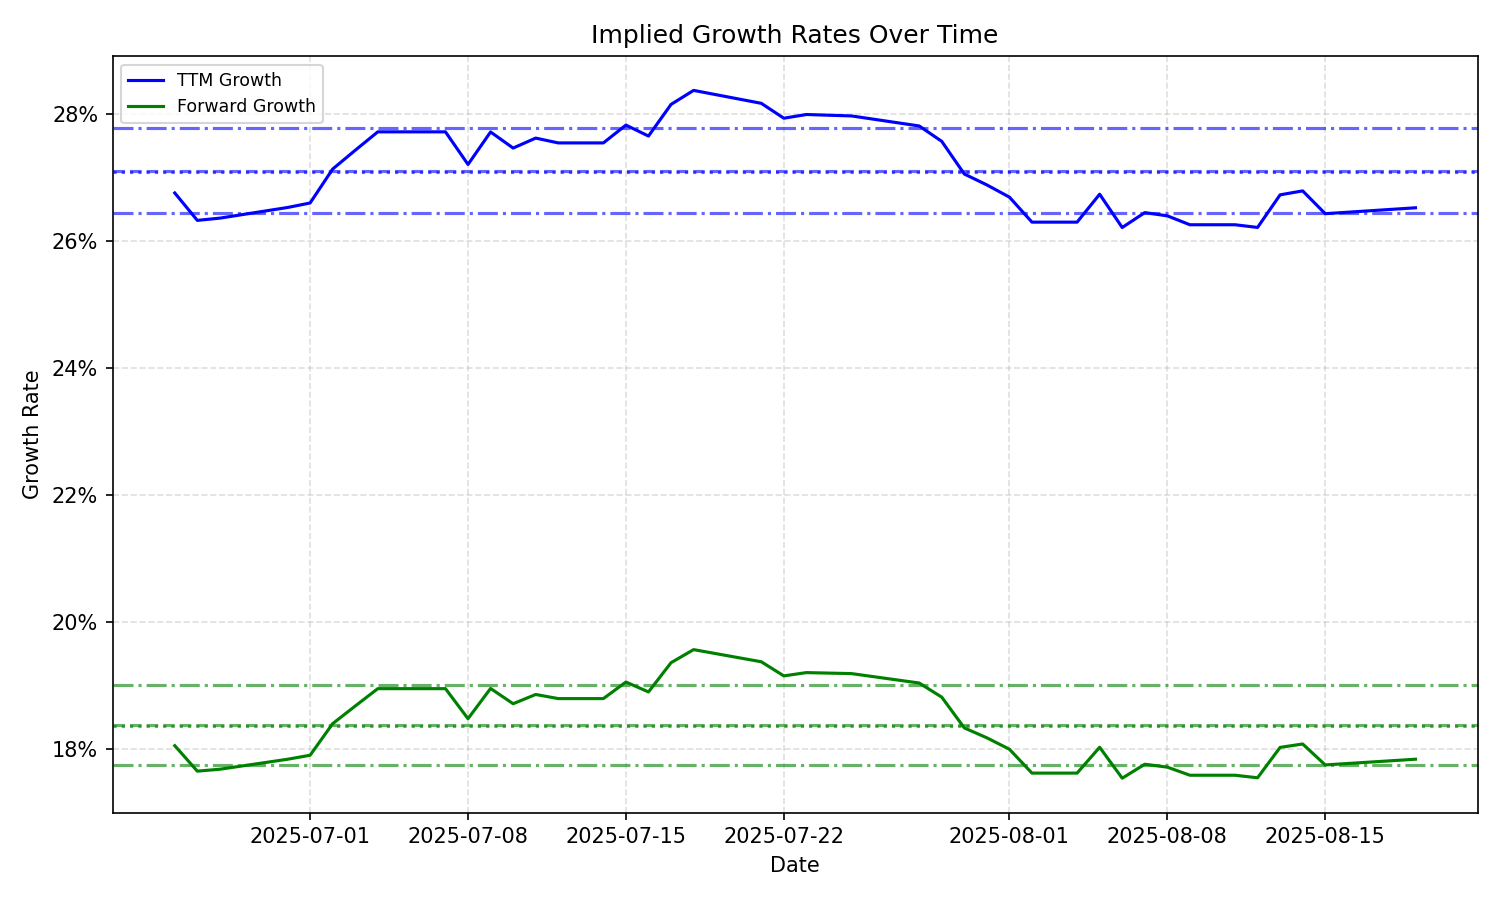 Implied Growth Rates Over Time
TTM Growth
Forward Growth
28%
26%
24%
22%
20%
18%
Growth Rate
2025-07-01
2025-07-08
2025-07-15
2025-07-22
2025-08-01
2025-08-08
2025-08-15
Date